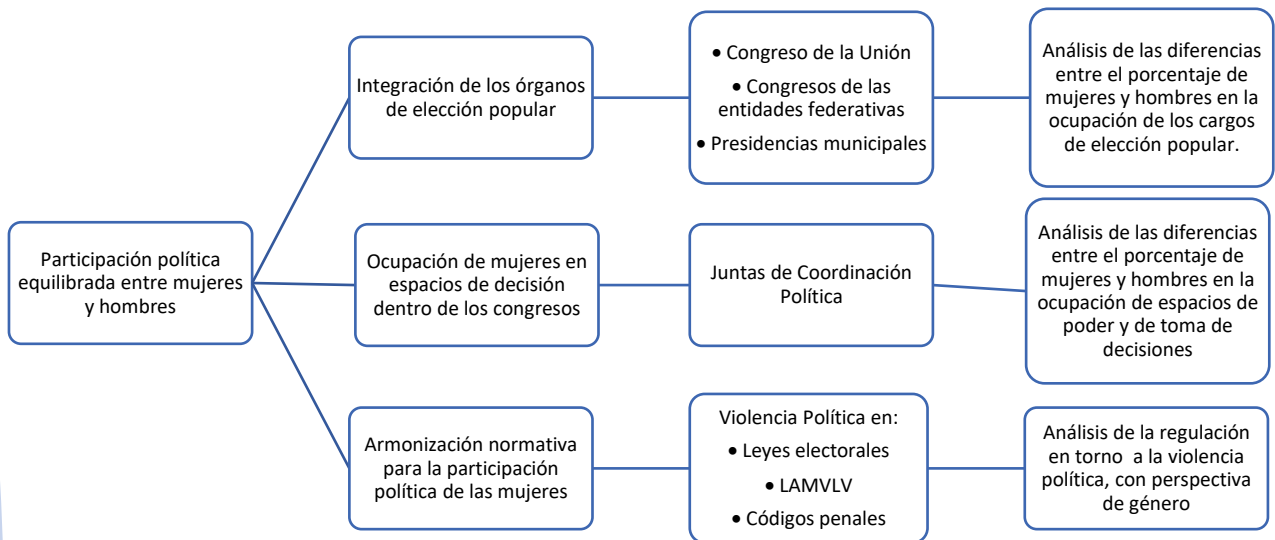 Participación política
equilibrada entre mujeres
y hombres
Integración de los órganos
de elección popular
• Congreso de la Unión
• Congresos de las
entidades federativas
• Presidencias municipales
Análisis de las diferencias
entre el porcentaje de
mujeres y hombres en la
ocupación de los cargos
de elección popular.
Ocupación de mujeres en
espacios de decisión
dentro de los congresos
Juntas de Coordinación
Política
Análisis de las diferencias
entre el porcentaje de
mujeres y hombres en la
ocupación de espacios de
poder y de toma de
decisiones
Armonización normativa
para la participación
política de las mujeres
Violencia Política en:
• Leyes electorales
• LAMVLV
• Códigos penales
Análisis de la regulación
en torno a la violencia
política, con perspectiva
de género